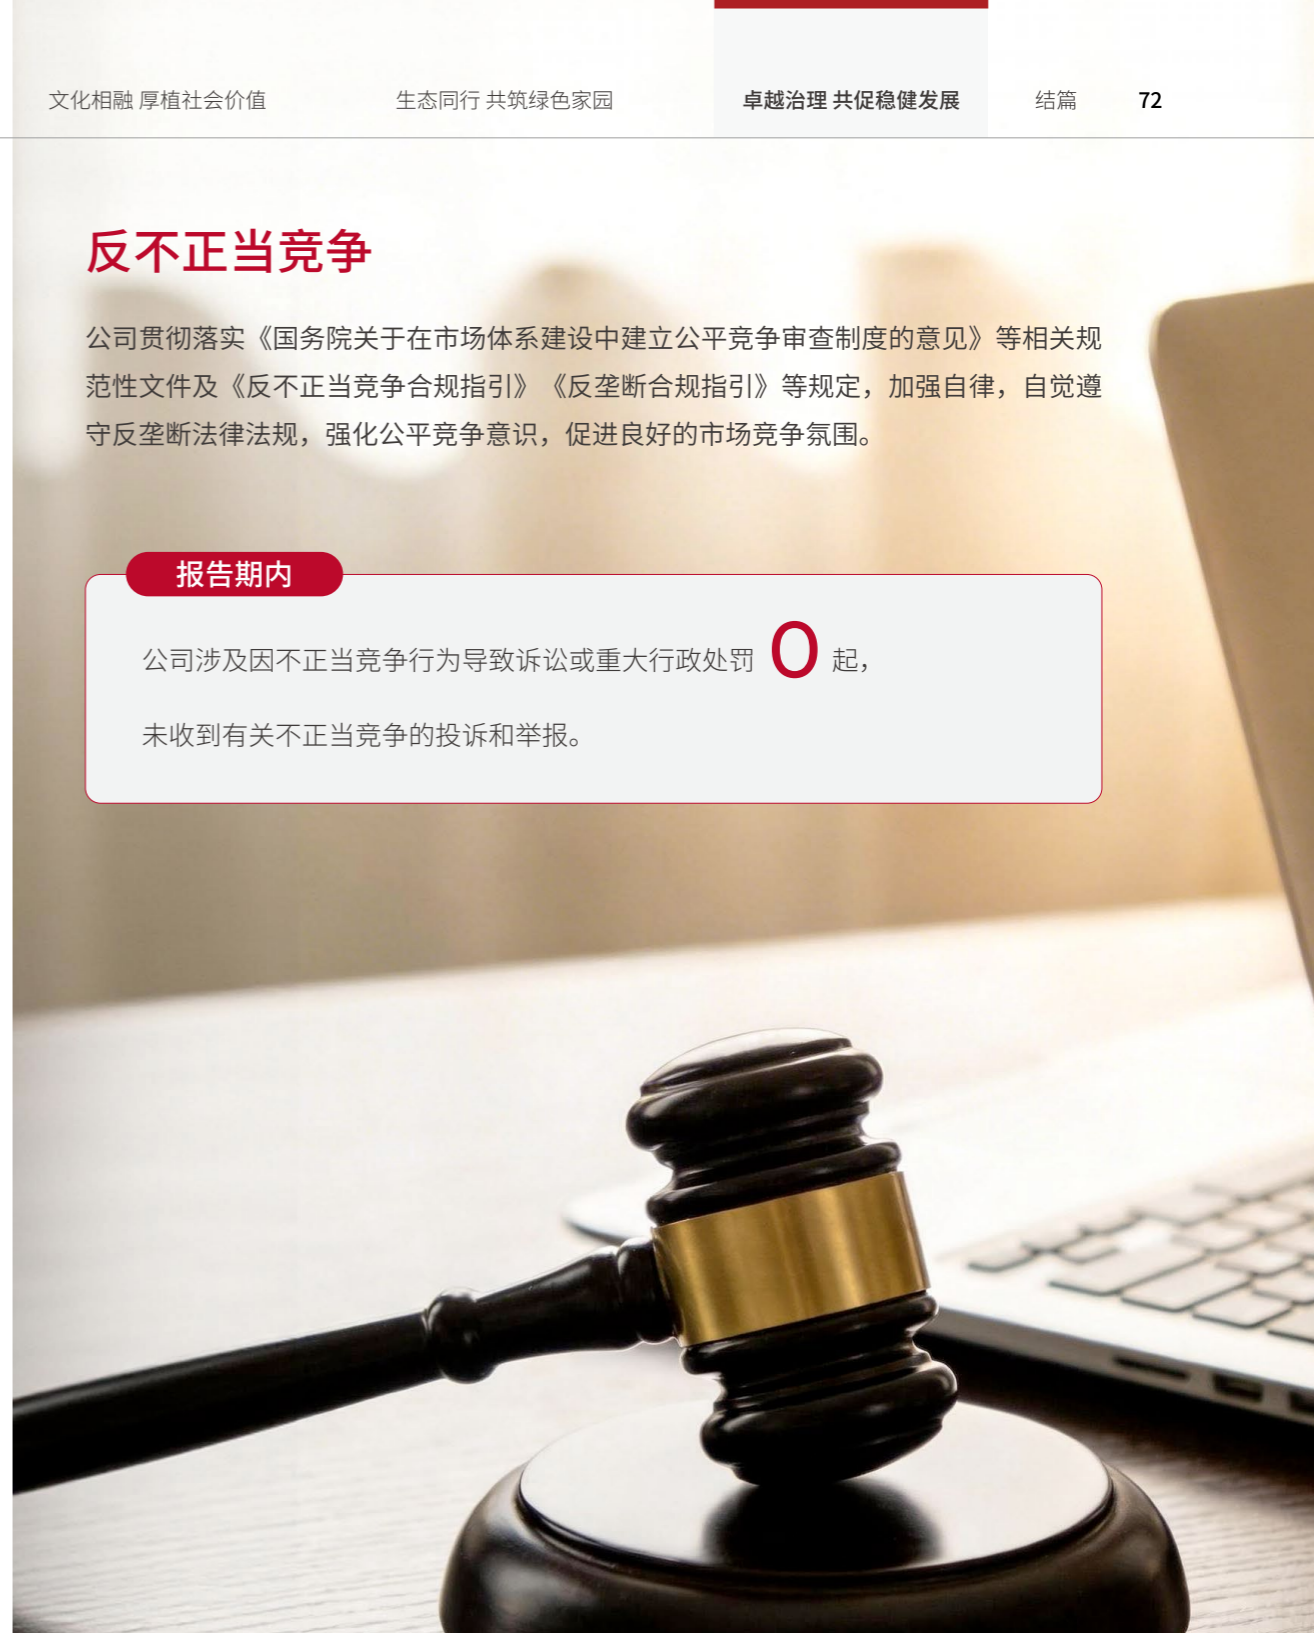 文化相融 厚植社会价值
生态同行 共筑绿色家园
卓越治理 共促稳健发展
结篇
72
反不正当竞争
公司贯彻落实《国务院关于在市场体系建设中建立公平竞争审查制度的意见》等相关规
范性文件及《反不正当竞争合规指引》《反垄断合规指引》等规定，加强自律，自觉遵
守反垄断法律法规，强化公平竞争意识，促进良好的市场竞争氛围。
报告期内
公司涉及因不正当竞争行为导致诉讼或重大行政处罚 0 起，
未收到有关不正当竞争的投诉和举报。